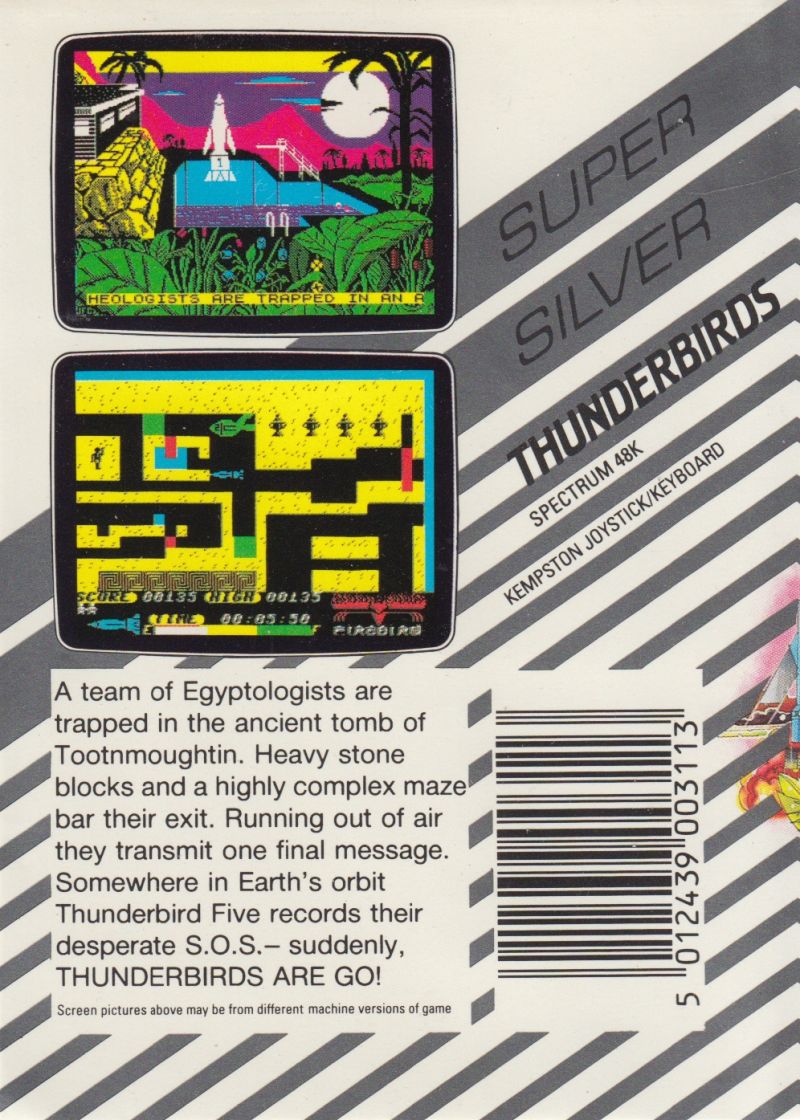 1
HEOLOGISTS ARE TRAPPED IN AN A
SUPER
SILVER
THUNDERBIRDS
SPECTRUM 48K
KEMPSTON JOYSTICK/KEYBOARD
SCORE 00135 HIGH 00135
TIME 00:05:50
E F
FIREBIRD
A team of Egyptologists are
trapped in the ancient tomb of
Tootnmoughtin. Heavy stone
blocks and a highly complex maze
bar their exit. Running out of air
they transmit one final message.
Somewhere in Earth's orbit
Thunderbird Five records their
desperate S.O.S.– suddenly,
THUNDERBIRDS ARE GO!
Screen pictures above may be from different machine versions of game
5 012439 003113